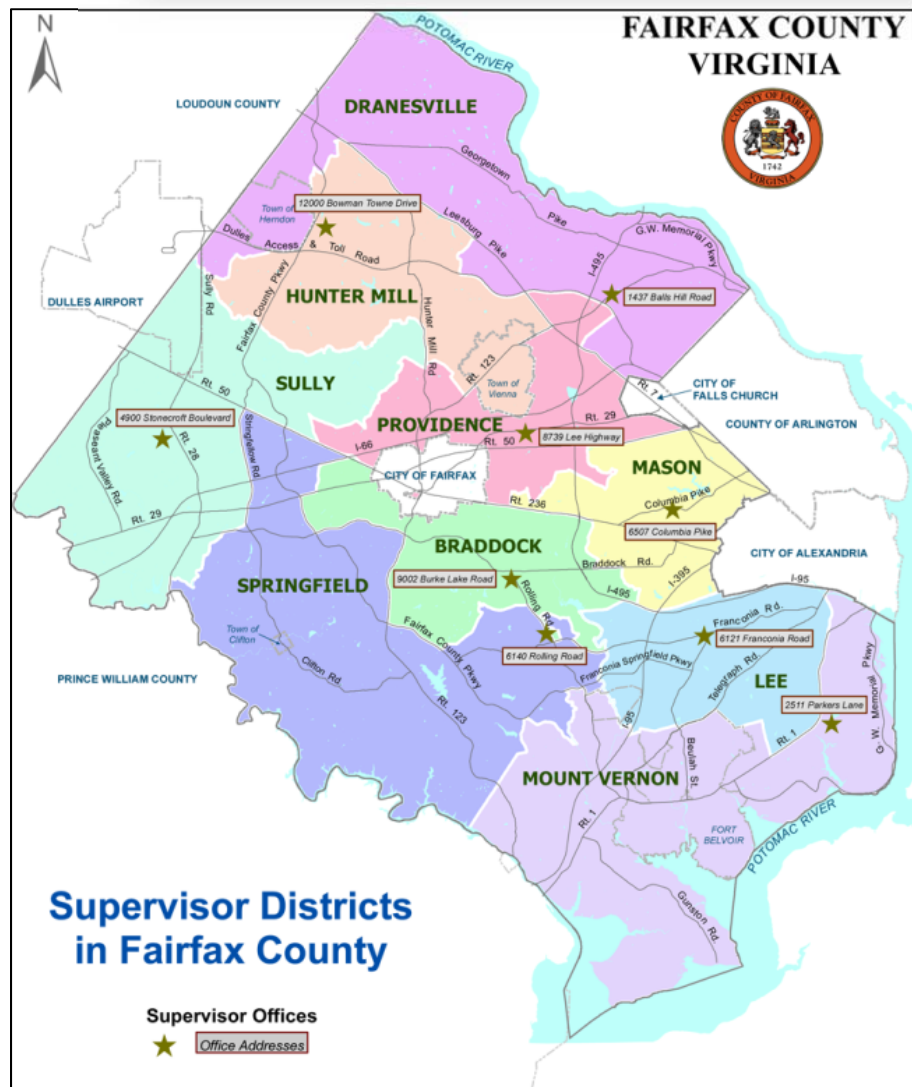 N
FAIRFAX COUNTY
VIRGINIA
COUNTY OF FAIRFAX
1742
VIRGINIA
POTOMAC RIVER
LOUDOUN COUNTY
DRANESVILLE
Georgetown
Pike
Leesburg
Pike
G.W. Memorial Pkwy
I-495
Town of
Herndon
12000 Bowman Towne Drive
Dulles Access & Toll Road
1437 Balls Hill Road
DULLES AIRPORT
Sully Rd
Fairfax County Pkwy
HUNTER MILL
Hunter Mill Rd
Rt. 123
Town of
Vienna
Rt. 7
CITY OF
FALLS CHURCH
COUNTY OF ARLINGTON
Rt. 50
SULLY
4900 Stonecroft Boulevard
Pleaseant Valley Rd.
Rt. 28
Stringfellow Rd.
PROVIDENCE
Rt. 29
I-66
Rt. 50
8739 Lee Highway
CITY OF FAIRFAX
MASON
Rt. 236
Columbia Pike
6507 Columbia Pike
Rt. 29
BRADDOCK
Braddock Rd.
CITY OF ALEXANDRIA
I-395
I-95
I-495
9002 Burke Lake Road
Rolling Rd.
SPRINGFIELD
Town of
Clifton
Clifton Rd.
Fairfax County Pkwy
Rt. 123
6140 Rolling Road
Franconia Rd.
6121 Franconia Road
Franconia Springfield Pkwy
Telegraph Rd.
LEE
2511 Parkers Lane
G. W. Memorial Pkwy
PRINCE WILLIAM COUNTY
I-95
Rt. 1
MOUNT VERNON
Beulah St.
Rt. 1
FORT
BELVOIR
POTOMAC RIVER
Gunston Rd.
Supervisor Districts
in Fairfax County
Supervisor Offices
Office Addresses